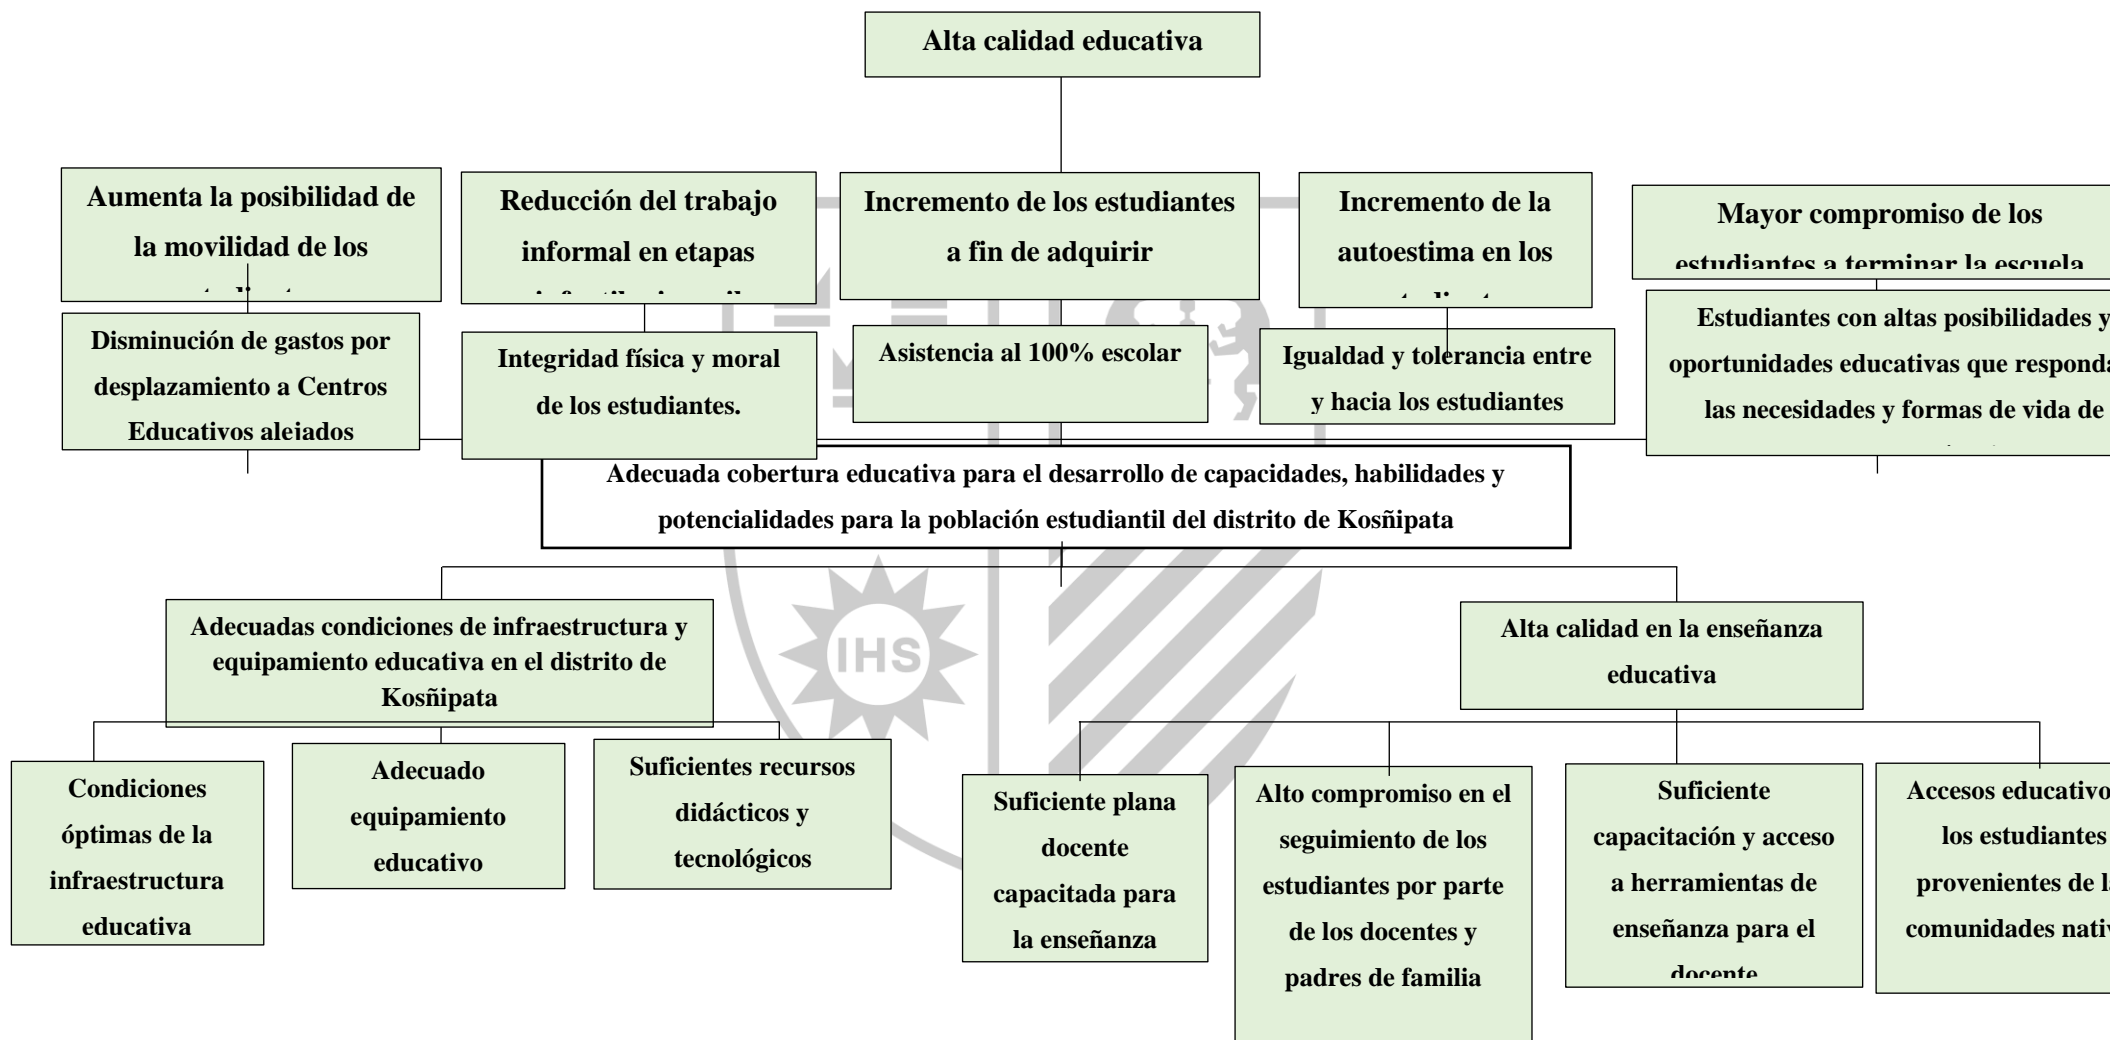 Alta calidad educativa
Aumenta la posibilidad de
la movilidad de los
Reducción del trabajo
informal en etapas
Incremento de los estudiantes
a fin de adquirir
Incremento de la
autoestima en los
Mayor compromiso de los
estudiantes a terminar la escuela
Disminución de gastos por
desplazamiento a Centros
Educativos alejados
Integridad física y moral
de los estudiantes.
Asistencia al 100% escolar
Igualdad y tolerancia entre
y hacia los estudiantes
Estudiantes con altas posibilidades y
oportunidades educativas que
las necesidades y formas de vida de
Adecuada cobertura educativa para el desarrollo de capacidades, habilidades y
potencialidades para la población estudiantil del distrito de Kosñipata
IHS
Adecuadas condiciones de infraestructura y
equipamiento educativa en el distrito de
Kosñipata
Alta calidad en la enseñanza
educativa
Condiciones
óptimas de la
infraestructura
educativa
Adecuado
equipamiento
educativo
Suficientes recursos
didácticos y
tecnológicos
Suficiente plana
docente
capacitada para
la enseñanza
Alto compromiso en el
seguimiento de los
estudiantes por parte
de los docentes y
padres de familia
Suficiente
capacitación y acceso
a herramientas de
enseñanza para el
docente
Accesos
los estudiantes
provenientes de
comunidades